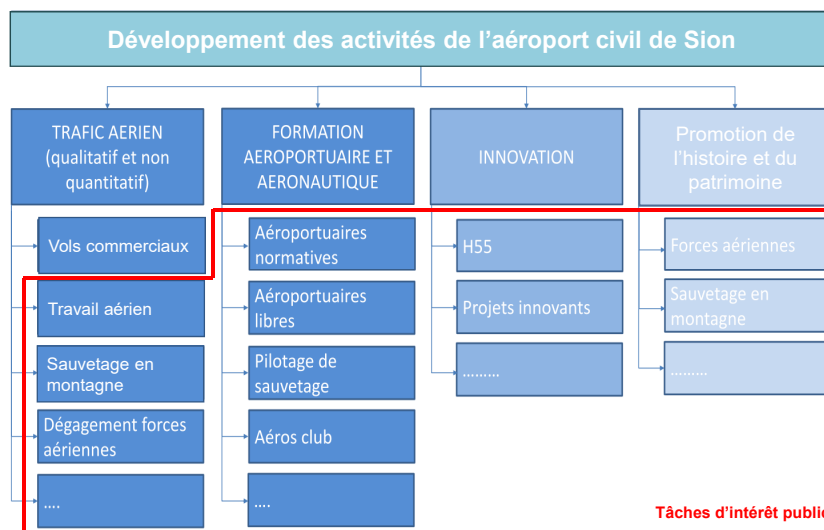 Développement des activités de l’aéroport civil de Sion
TRAFIC AERIEN
(qualitatif et non
quantitatif)
Vols commerciaux
Travail aérien
Sauvetage en
montagne
Dégagement forces
aériennes
....
FORMATION
AEROPORTUAIRE ET
AERONAUTIQUE
Aéroportuaires
normatives
Aéroportuaires
libres
Pilotage de
sauvetage
Aéros club
....
INNOVATION
H55
Projets innovants
.........
Promotion de
l’histoire et du
patrimoine
Forces aériennes
Sauvetage en
montagne
.........
Tâches d’intérêt public